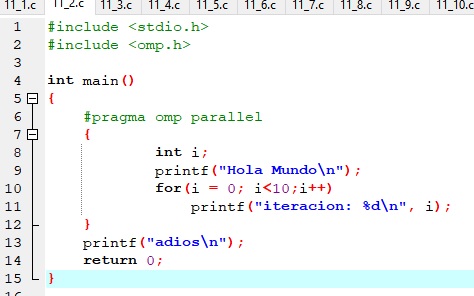 11_1.c 11_2.c 11_3.c 11_4.c 11_5.c 11_6.c 11_7.c 11_8.c 11_9.c 11_10.c
1 #include <stdio.h>
2 #include <omp.h>
3
4 int main()
5 {
6 #pragma omp parallel
7 {
8 int i;
9 printf("Hola Mundo\n");
10 for(i = 0; i<10;i++)
11 printf("iteracion: %d\n", i);
12 }
13 printf("adios\n");
14 return 0;
15 }
16